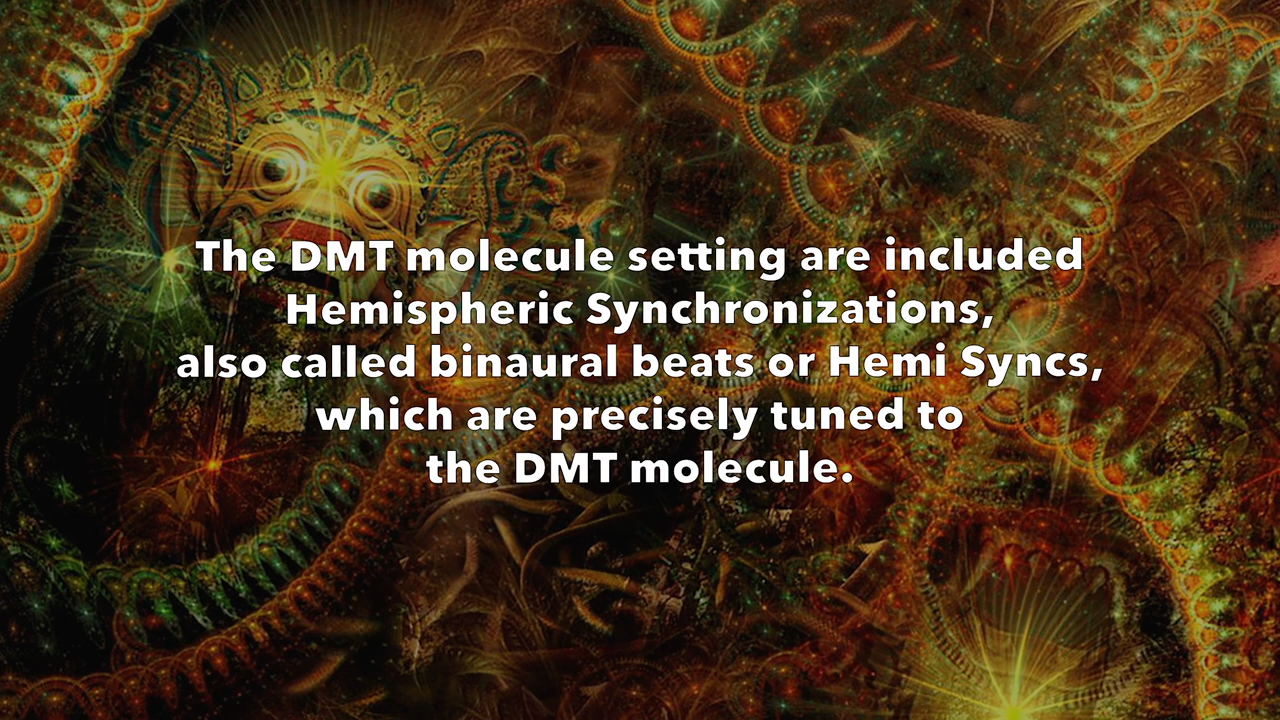 The DMT molecule setting are included
Hemispheric Synchronizations,
also called binaural beats or Hemi Syncs,
which are precisely tuned to
the DMT molecule.